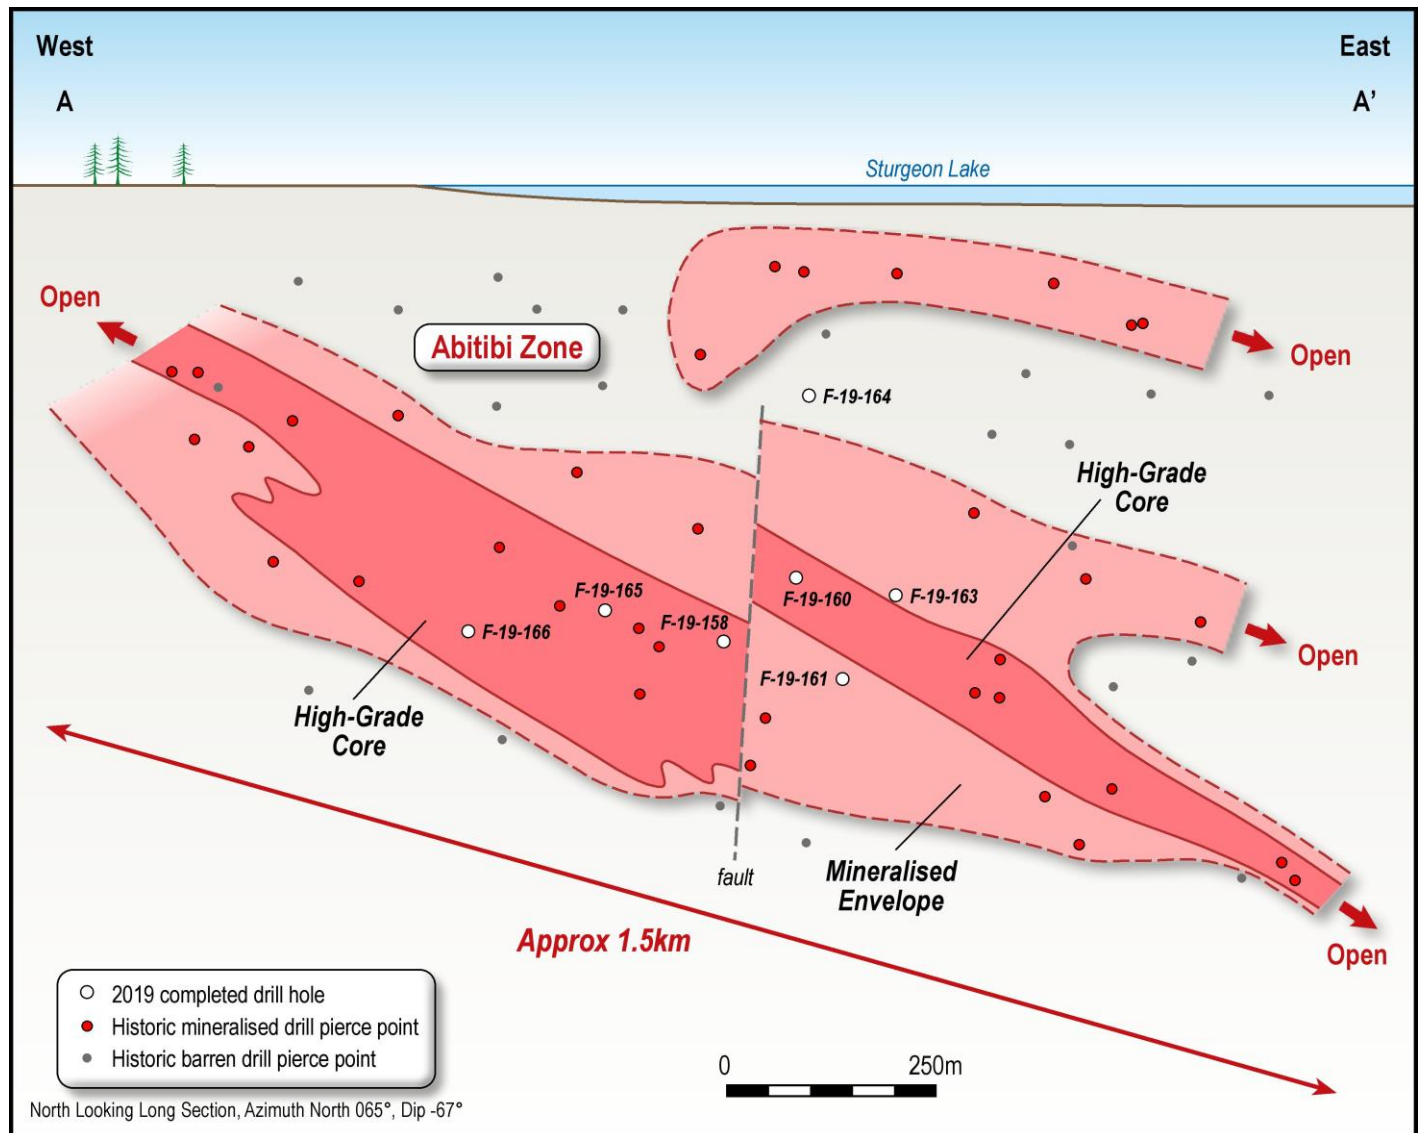 West
East
A
A'
Sturgeon Lake
Open
Abitibi Zone
Open
F-19-164
High-Grade
Core
F-19-165
F-19-160
F-19-163
F-19-158
F-19-166
Open
F-19-161
High-Grade
Core
fault
Mineralised
Envelope
Approx 1.5km
Open
2019 completed drill hole
Historic mineralised drill pierce point
Historic barren drill pierce point
0 250m
North Looking Long Section, Azimuth North 065°, Dip -67°